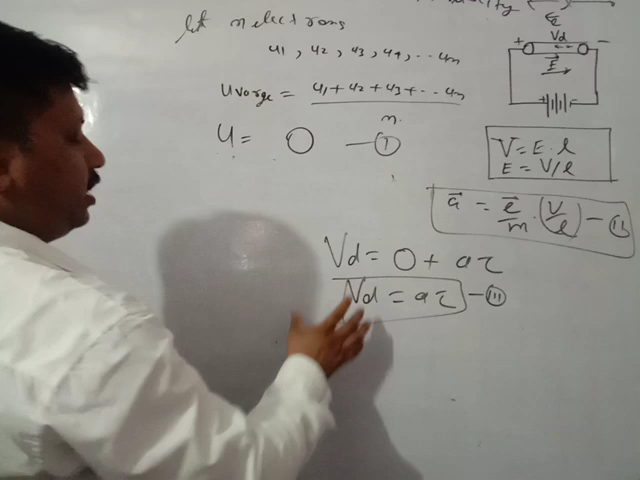 let n electrons
u1, u2, u3, u4, .. un
Uvarge = u1 + u2 + u3 + .. un
n
U = 0 — I
Vd
+ −
E
V = E. l
E = V/l
a = e/m . (V/l) — II
Vd = 0 + aτ
Vd = aτ — III